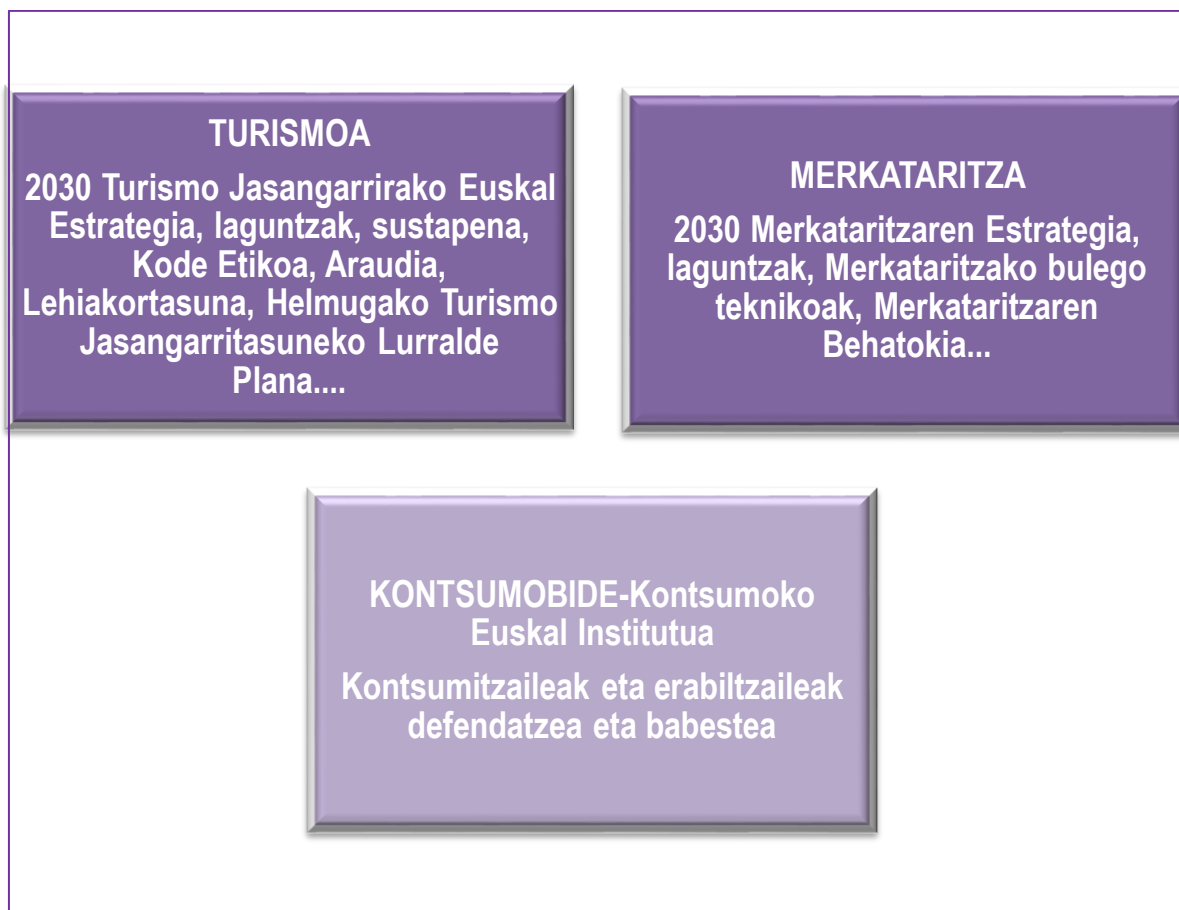 TURISMOA
2030 Turismo Jasangarrirako Euskal
Estrategia, laguntzak, sustapena,
Kode Etikoa, Araudia,
Lehiakortasuna, Helmugako Turismo
Jasangarritasuneko Lurralde
Plana....
MERKATARITZA
2030 Merkataritzaren Estrategia,
laguntzak, Merkataritzako bulego
teknikoak, Merkataritzaren
Behatokia...
KONTSUMOBIDE-Kontsumoko
Euskal Institutua
Kontsumitzaileak eta erabiltzaileak
defendatzea eta babestea